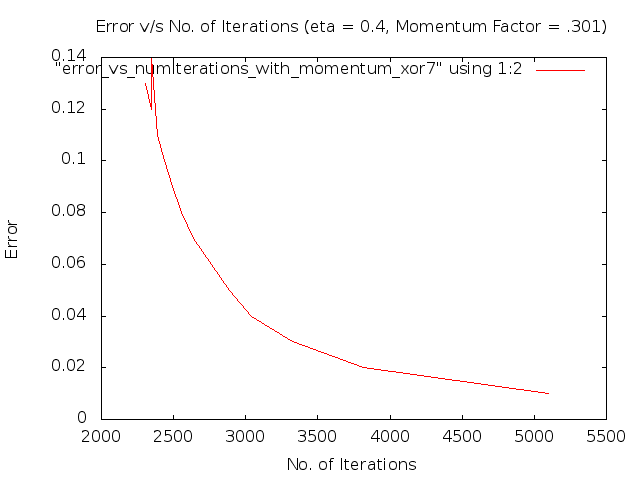 Error v/s No. of Iterations (eta = 0.4, Momentum Factor = .301)
0.14
"error_vs_numIterations_with_momentum_xor7" using 1:2
0.12
0.1
0.08
0.06
0.04
0.02
0
Error
2000 2500 3000 3500 4000 4500 5000 5500
No. of Iterations